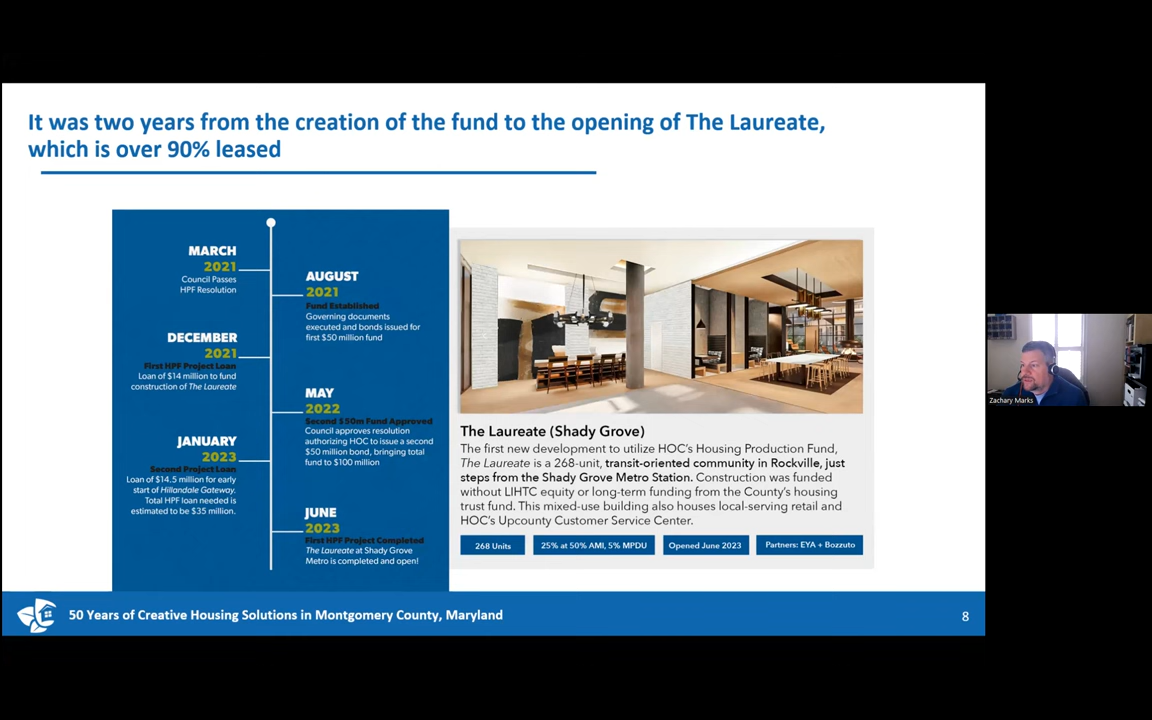 It was two years from the creation of the fund to the opening of The Laureate,
which is over 90% leased
MARCH
2021
Council Passes
HPF Resolution
AUGUST
2021
Fund Established
Governing documents
executed and bonds issued for
first $50 million fund
DECEMBER
2021
First HPF Project Loan
Loan of $14 million to fund
construction of The Laureate
MAY
2022
Second $50m Fund Approved
Council approves resolution
authorizing HOC to issue a second
$50 million bond, bringing total
fund to $100 million
JANUARY
2023
Second Project Loan
Loan of $14.5 million for early
start of Hillandale Gateway.
Total HPF loan needed is
estimated to be $35 million.
JUNE
2023
First HPF Project Completed
The Laureate at Shady Grove
Metro is completed and open!
The Laureate (Shady Grove)
The first new development to utilize HOC's Housing Production Fund,
The Laureate is a 268-unit, transit-oriented community in Rockville, just
steps from the Shady Grove Metro Station. Construction was funded
without LIHTC equity or long-term funding from the County's housing
trust fund. This mixed-use building also houses local-serving retail and
HOC's Upcounty Customer Service Center.
268 Units
25% at 50% AMI, 5% MPDU
Opened June 2023
Partners: EYA + Bozzuto
50 Years of Creative Housing Solutions in Montgomery County, Maryland
8
Zachary Marks